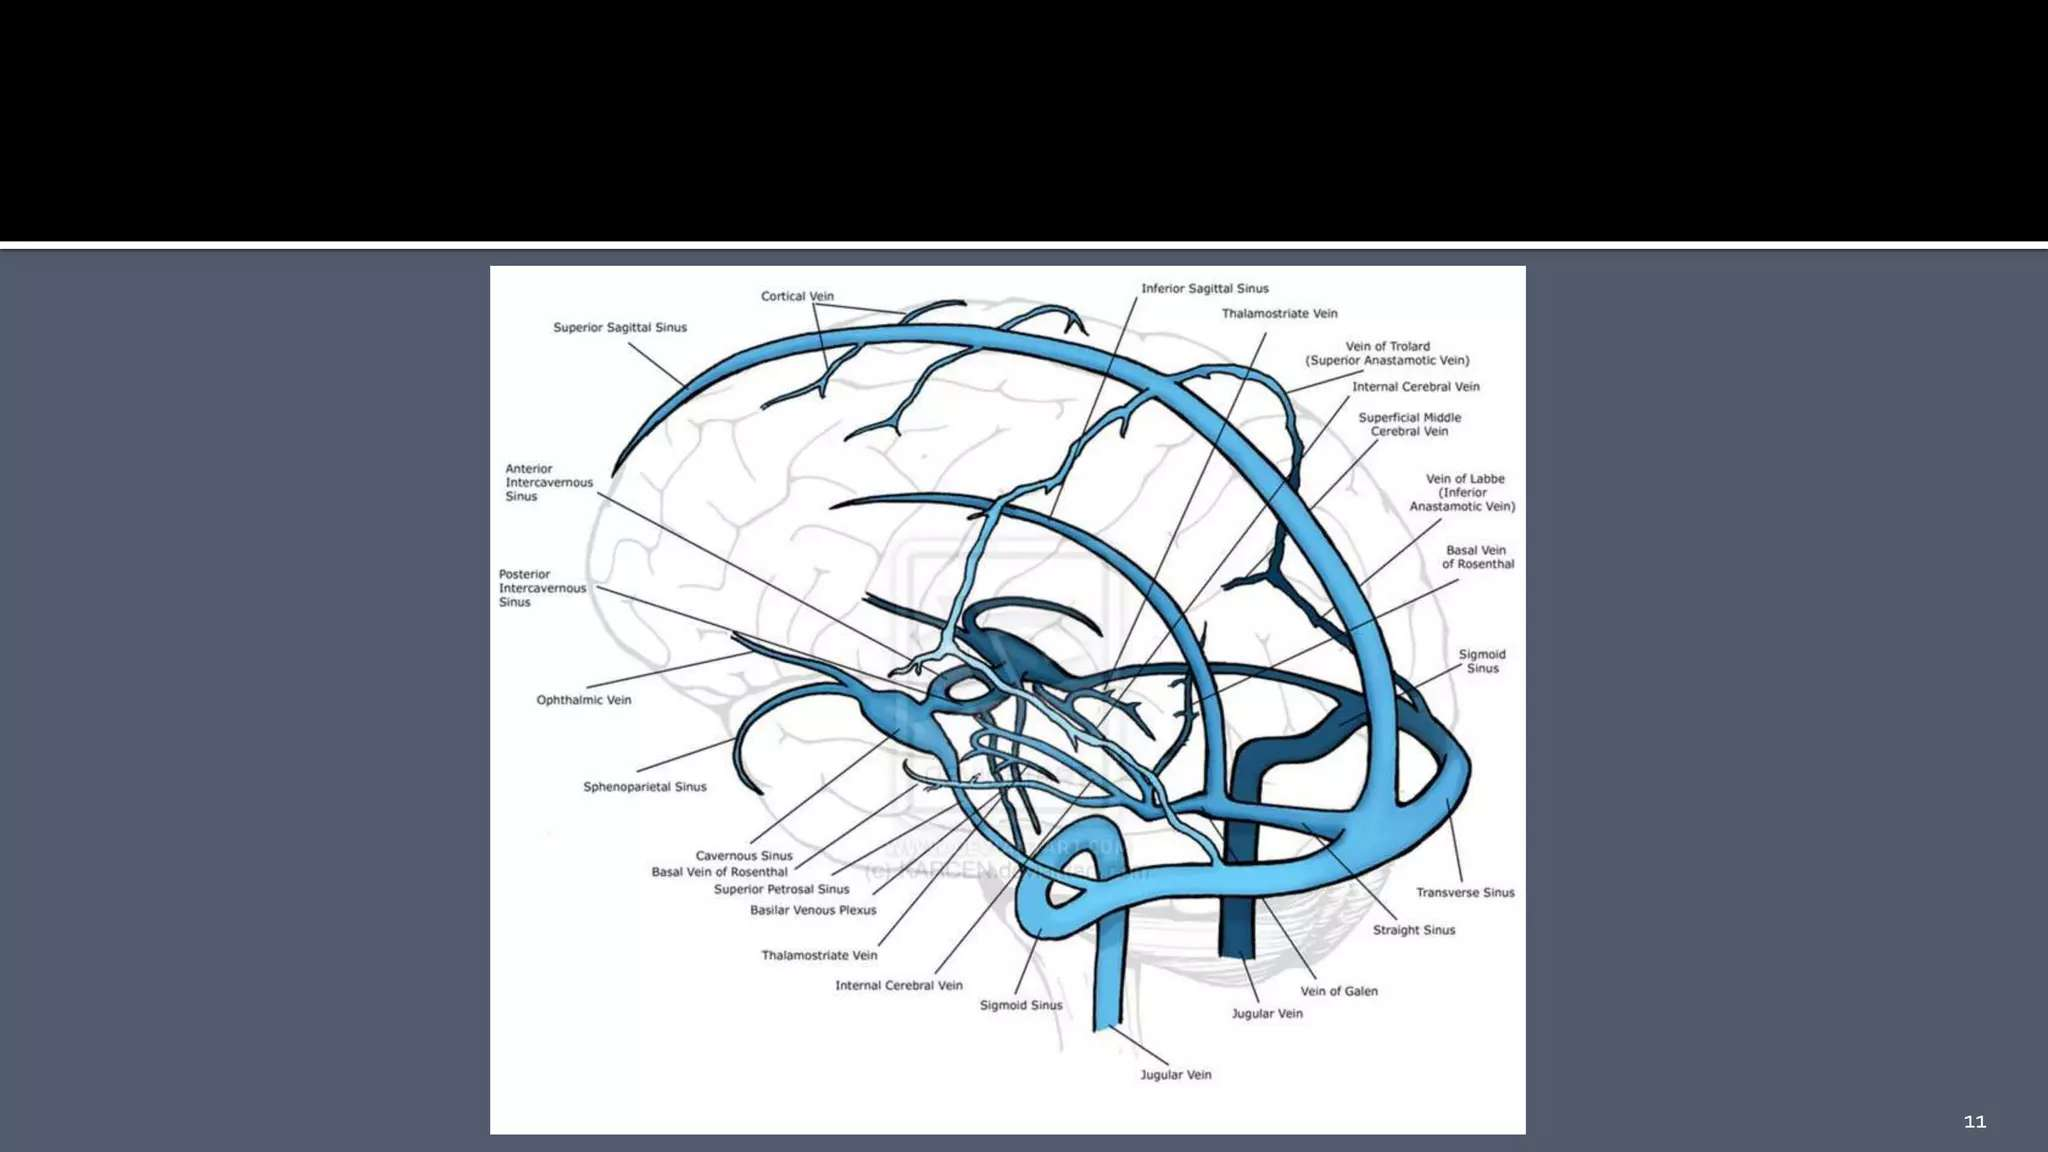 Cortical Vein
Superior Sagittal Sinus
Inferior Sagittal Sinus
Thalamostriate Vein
Vein of Trolard
(Superior Anastamotic Vein)
Internal Cerebral Vein
Superficial Middle
Cerebral Vein
Anterior
Intercavernous
Sinus
Vein of Labbe
(Inferior
Anastamotic Vein)
Basal Vein
of Rosenthal
Posterior
Intercavernous
Sinus
Sigmoid
Sinus
Ophthalmic Vein
Sphenoparietal Sinus
Cavernous Sinus
Basal Vein of Rosenthal
Superior Petrosal Sinus
Basilar Venous Plexus
Thalamostriate Vein
Internal Cerebral Vein
Sigmoid Sinus
Transverse Sinus
Straight Sinus
Vein of Galen
Jugular Vein
Jugular Vein
11